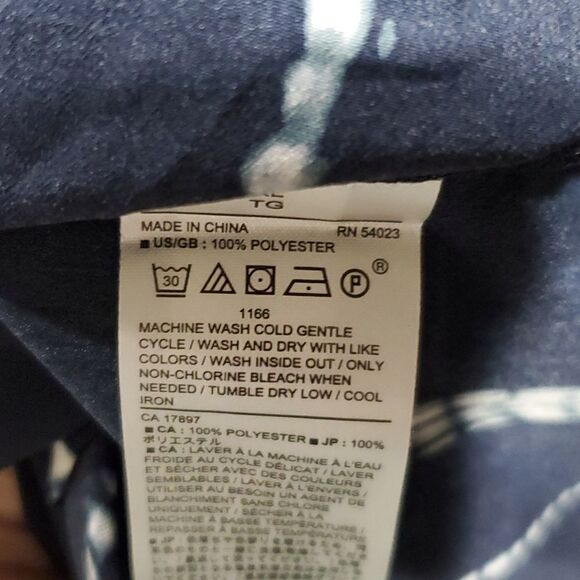 TG
MADE IN CHINA RN 54023
■ US/GB : 100% POLYESTER
30 P ®
1166
MACHINE WASH COLD GENTLE
CYCLE / WASH AND DRY WITH LIKE
COLORS / WASH INSIDE OUT / ONLY
NON-CHLORINE BLEACH WHEN
NEEDED / TUMBLE DRY LOW / COOL
IRON
CA 17897
■ CA : 100% POLYESTER ■ JP : 100%
ポリエステル
■ CA : LAVER À LA MACHINE À L'EAU
FROIDE AU CYCLE DÉLICAT / LAVER
ET SÉCHER AVEC DES COULEURS
SEMBLABLES / LAVER À L'ENVERS /
UTILISER AU BESOIN UN AGENT DE
BLANCHIMENT SANS CHLORE
UNIQUEMENT / SÉCHER À LA
MACHINE À BASSE TEMPÉRATURE /
REPASSER À BASSE TEMPÉRATURE